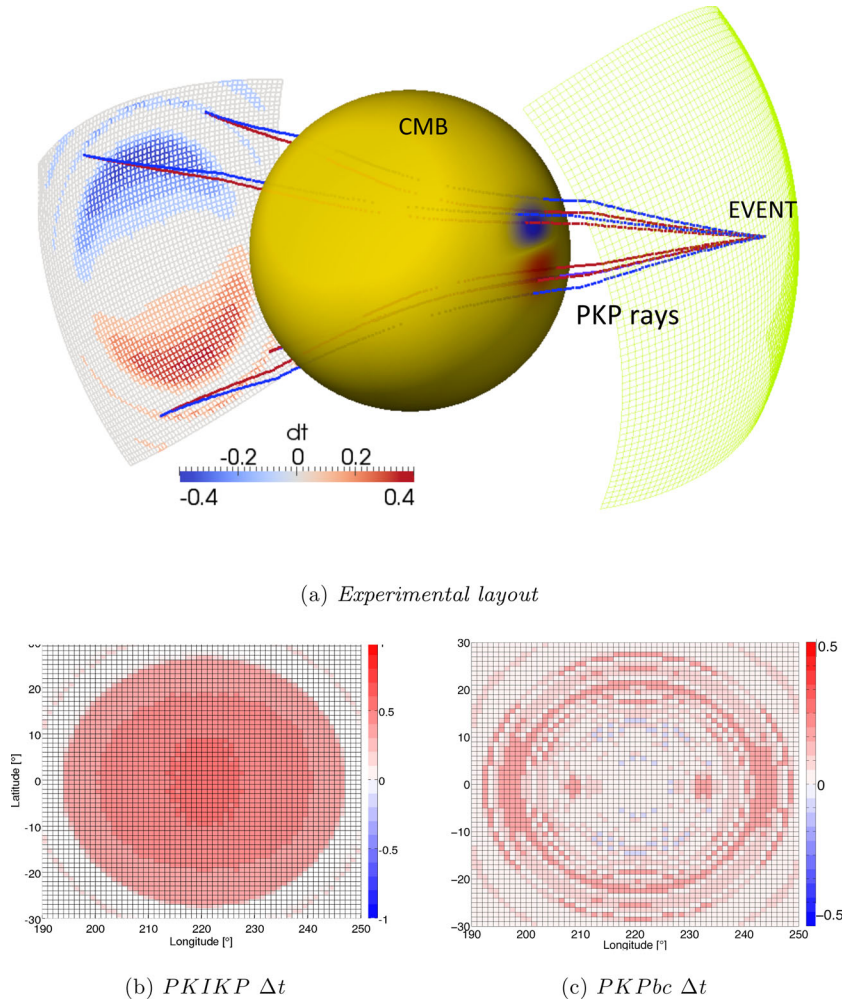 CMB
EVENT
PKP rays
dt
-0.2 0 0.2
-0.4 0.4
(a) Experimental layout
30
20
10
0
-10
-20
-30
Latitude [°]
190 200 210 220 230 240 250
Longitude [°]
1
0.5
0
-0.5
-1
30
20
10
0
-10
-20
-30
190 200 210 220 230 240 250
Longitude [°]
0.5
0
-0.5
(b) PKIKP Δt
(c) PKPbc Δt